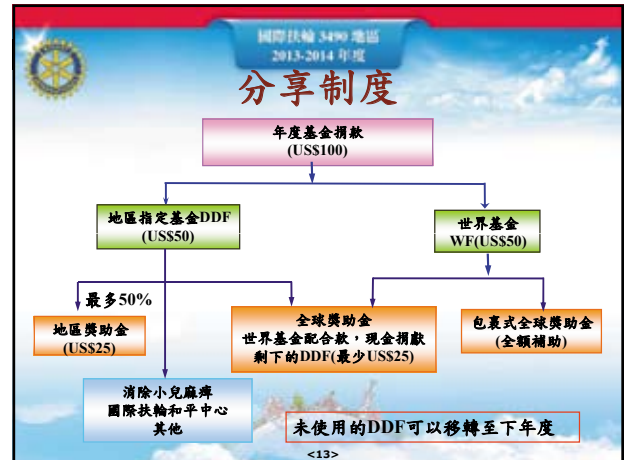 國際扶輪 3490 地區
2013-2014 年度
分享制度
年度基金捐款
(US$100)
地區指定基金DDF
(US$50)
世界基金
WF(US$50)
最多50%
地區獎助金
(US$25)
全球獎助金
世界基金配合款，現金捐獻
剩下的DDF(最少US$25)
包裹式全球獎助金
(全額補助)
消除小兒麻痺
國際扶輪和平中心
其他
未使用的DDF可以移轉至下年度
<13>